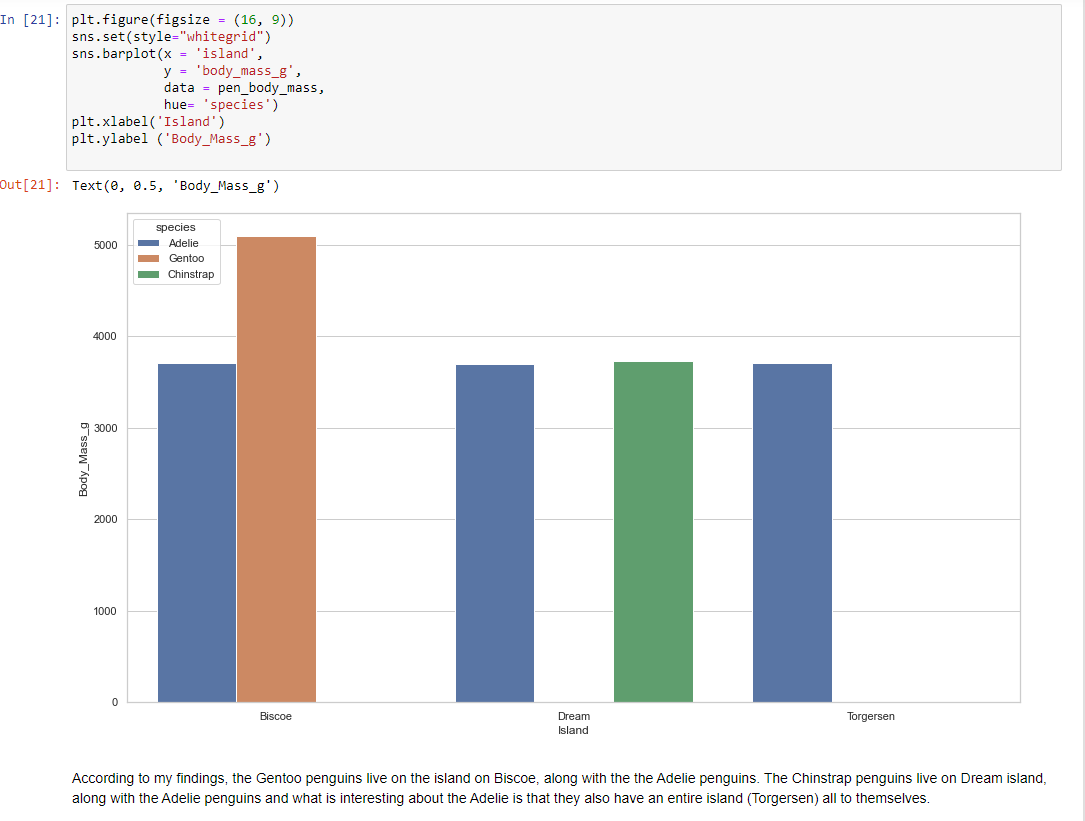 In [21]: plt.figure(figsize = (16, 9))
sns.set(style="whitegrid")
sns.barplot(x = 'island',
y = 'body_mass_g',
data = pen_body_mass,
hue= 'species')
plt.xlabel('Island')
plt.ylabel ('Body_Mass_g')
Out[21]: Text(0, 0.5, 'Body_Mass_g')
species
Adelie
Gentoo
Chinstrap
5000
4000
3000
2000
1000
0
Body_Mass_g
Biscoe Dream Torgersen
Island
According to my findings, the Gentoo penguins live on the island on Biscoe, along with the the Adelie penguins. The Chinstrap penguins live on Dream island,
along with the Adelie penguins and what is interesting about the Adelie is that they also have an entire island (Torgersen) all to themselves.